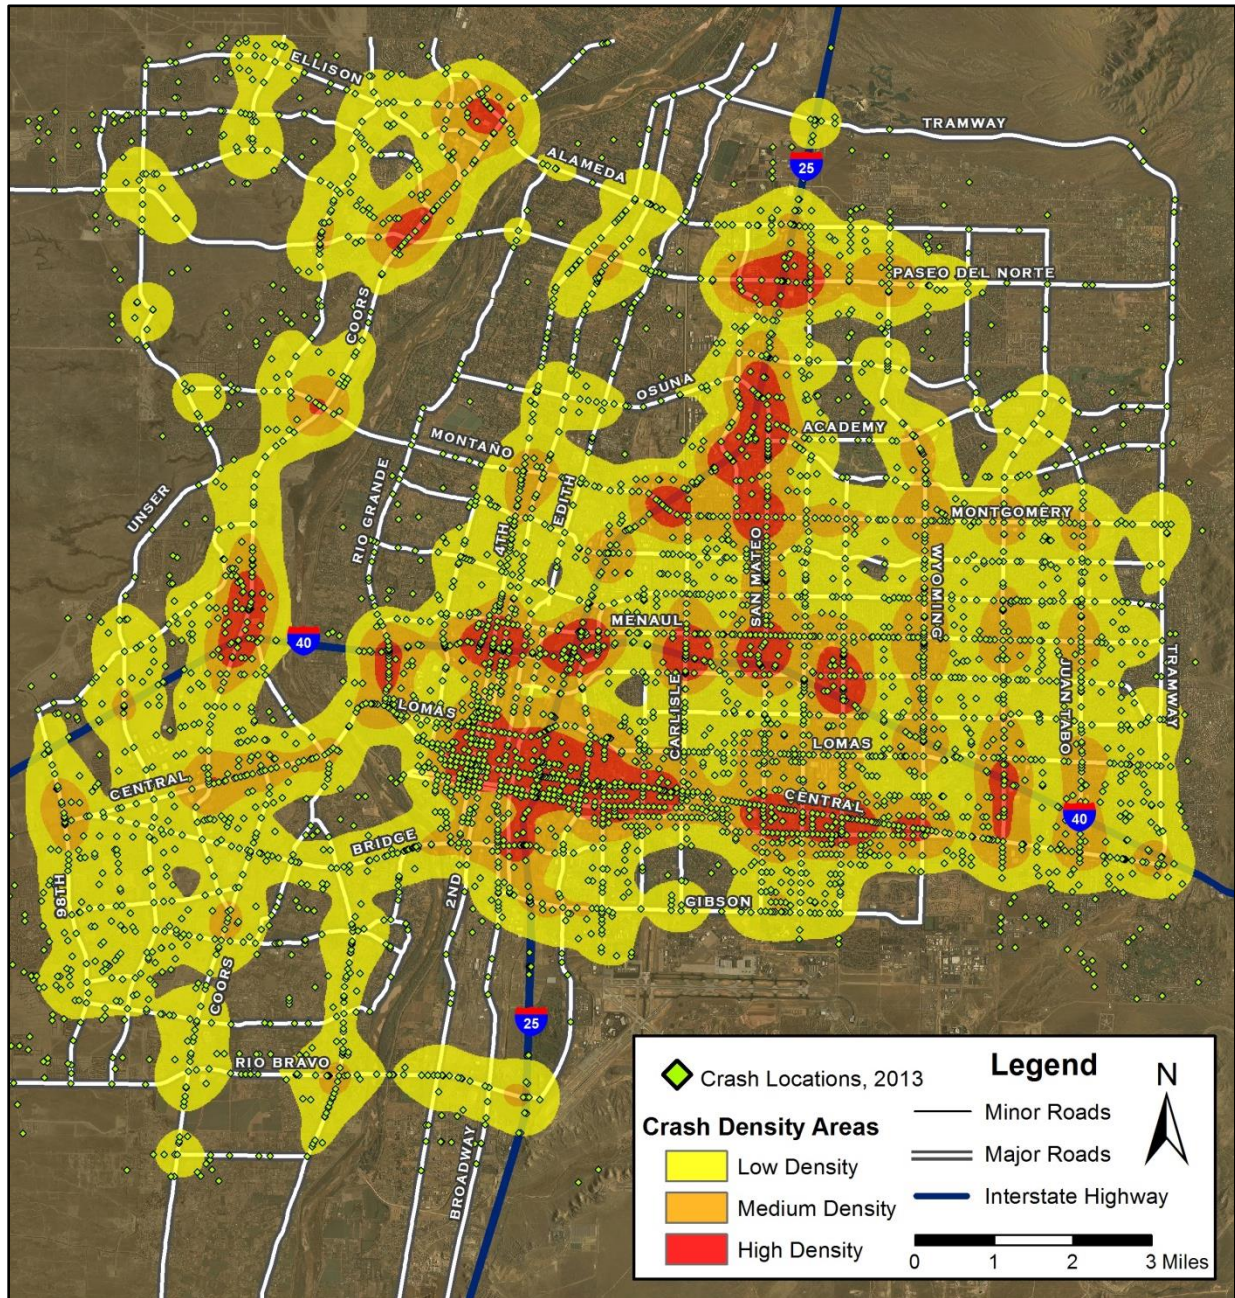 ELLISON
TRAMWAY
25
ALAMEDA
PASEO DEL NORTE
COORS
OSUNA
ACADEMY
MONTAÑO
RIO GRANDE
UNSER
EDITH
4TH
MONTGOMERY
SAN MATEO
WYOMING
MENAUL
40
JUAN TABO
TRAMWAY
LOMAS
CARLISLE
LOMAS
CENTRAL
CENTRAL
40
BRIDGE
98TH
2ND
GIBSON
COORS
25
RIO BRAVO
BROADWAY
Legend
Crash Locations, 2013
N
Minor Roads
Crash Density Areas
Major Roads
Low Density
Interstate Highway
Medium Density
High Density
0 1 2 3 Miles